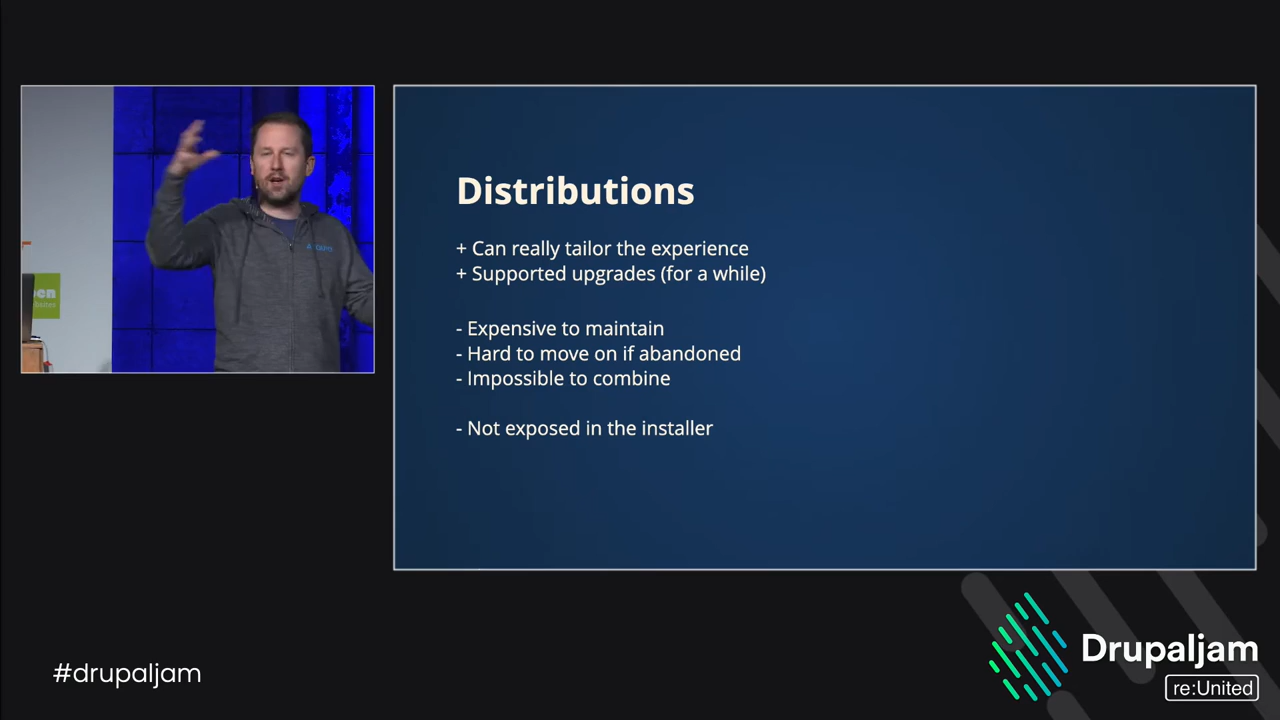 Distributions
+ Can really tailor the experience
+ Supported upgrades (for a while)
- Expensive to maintain
- Hard to move on if abandoned
- Impossible to combine
- Not exposed in the installer
#drupaljam
Drupaljam
re:United